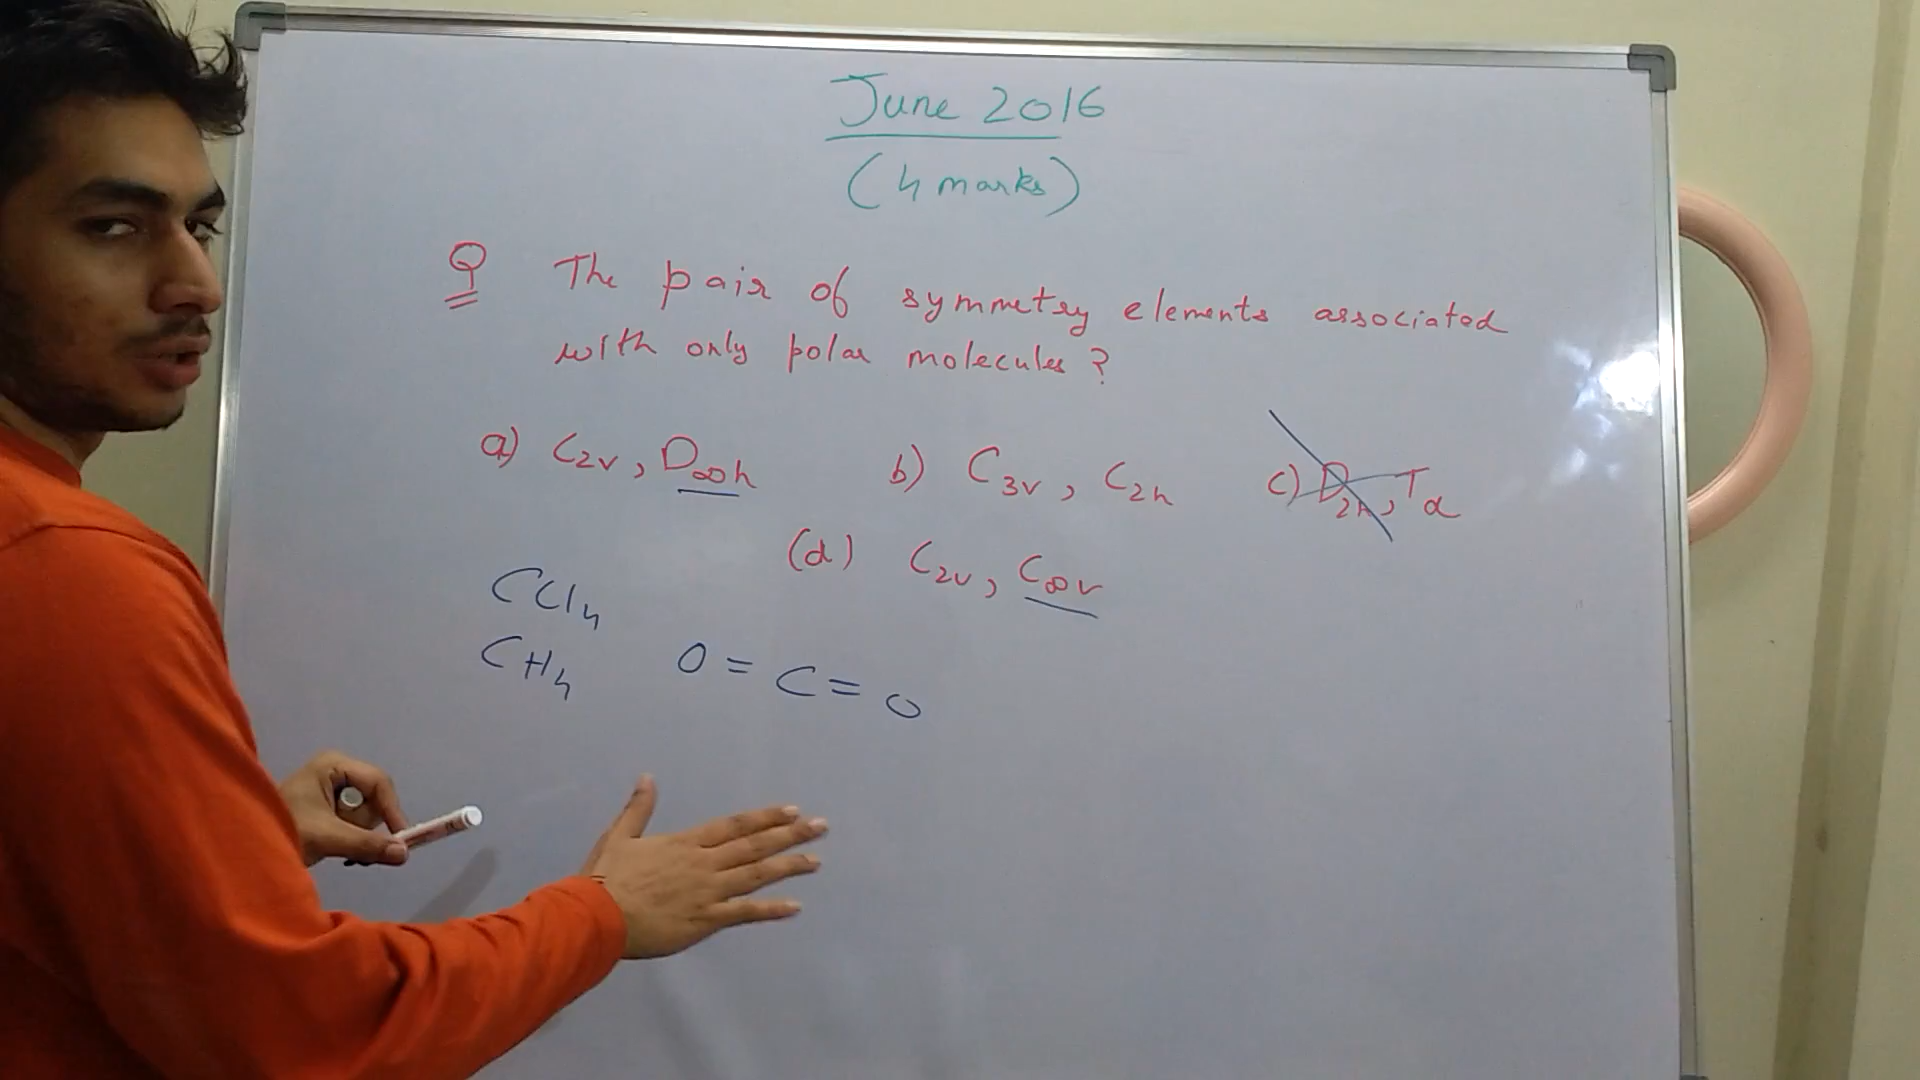 June 2016
(4 marks)
Q The pair of symmetry elements associated
with only polar molecules ?
a) C2v, D∞h b) C3v, C2h c) D2h, Td
(d) C2v, C∞v
CCl4
CH4 O = C = O